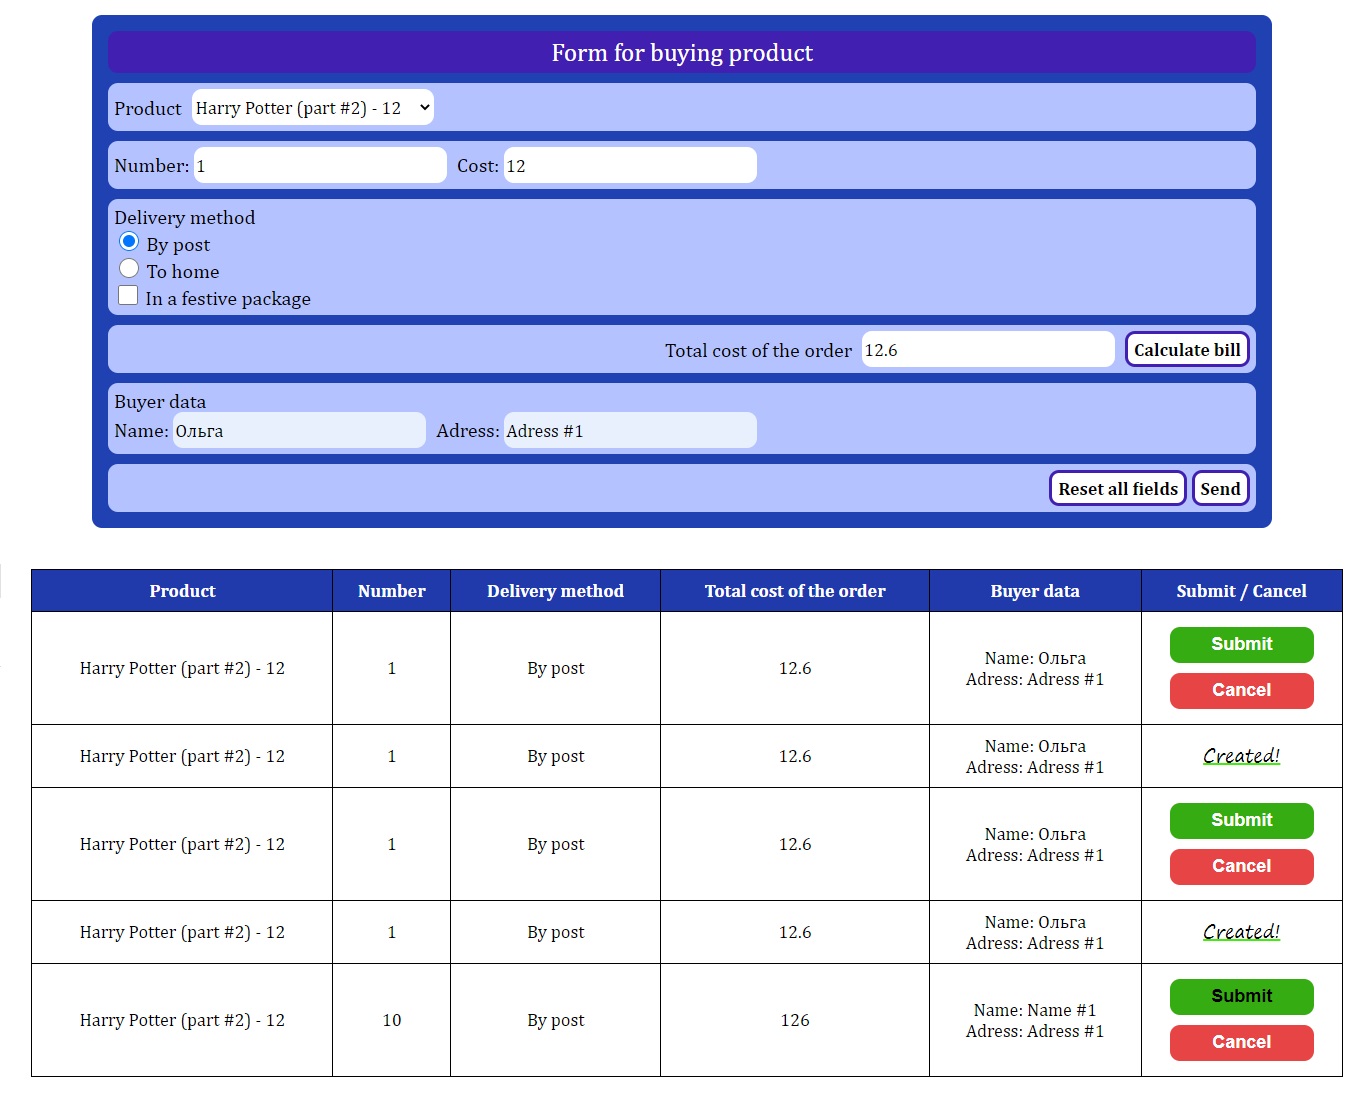 Form for buying product
Product Harry Potter (part #2) - 12
Number: 1 Cost: 12
Delivery method
By post
To home
In a festive package
Total cost of the order 12.6 Calculate bill
Buyer data
Name: Ольга Adress: Adress #1
Reset all fields Send
Product Number Delivery method Total cost of the order Buyer data Submit / Cancel
Harry Potter (part #2) - 12 1 By post 12.6 Name: Ольга
Adress: Adress #1
Submit
Cancel
Harry Potter (part #2) - 12 1 By post 12.6 Name: Ольга
Adress: Adress #1
Created!
Harry Potter (part #2) - 12 1 By post 12.6 Name: Ольга
Adress: Adress #1
Submit
Cancel
Harry Potter (part #2) - 12 1 By post 12.6 Name: Ольга
Adress: Adress #1
Created!
Harry Potter (part #2) - 12 10 By post 126 Name: Name #1
Adress: Adress #1
Submit
Cancel